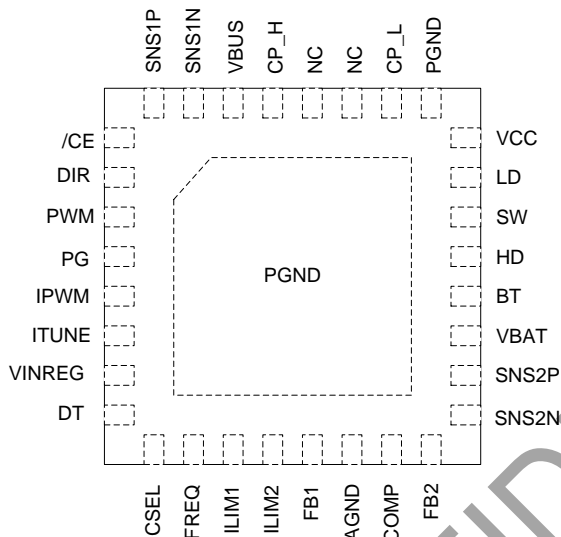 SNS1P
SNS1N
VBUS
CP_H
NC
NC
CP_L
PGND
/CE
DIR
PWM
PG
IPWM
ITUNE
VINREG
DT
PGND
VCC
LD
SW
HD
BT
VBAT
SNS2P
SNS2N
CSEL
FREQ
ILIM1
ILIM2
FB1
AGND
COMP
FB2